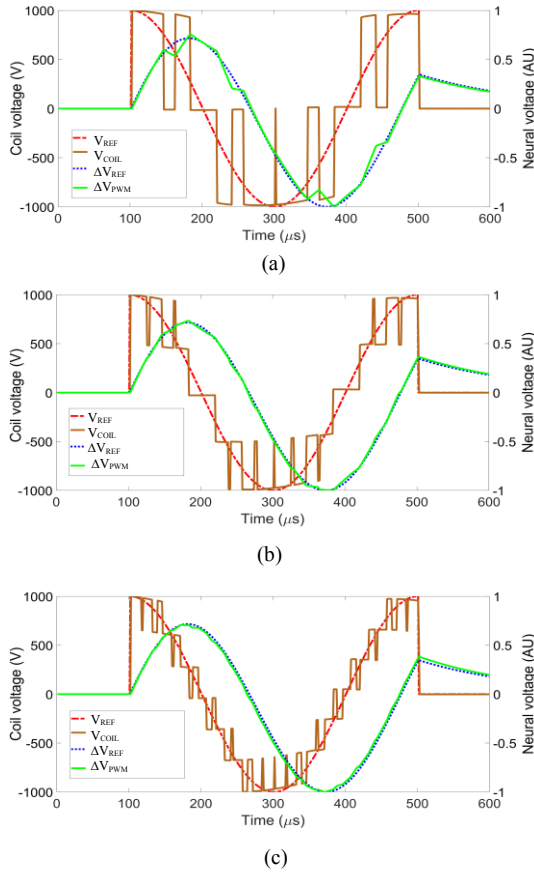 1000
500
0
-500
-1000
Coil voltage (V)
1
0.5
0
-0.5
-1
Neural voltage (AU)
V_REF
V_COIL
ΔV_REF
ΔV_PWM
0 100 200 300 400 500 600
Time (μs)
(a)
1000
500
0
-500
-1000
Coil voltage (V)
1
0.5
0
-0.5
-1
Neural voltage (AU)
V_REF
V_COIL
ΔV_REF
ΔV_PWM
0 100 200 300 400 500 600
Time (μs)
(b)
1000
500
0
-500
-1000
Coil voltage (V)
1
0.5
0
-0.5
-1
Neural voltage (AU)
V_REF
V_COIL
ΔV_REF
ΔV_PWM
0 100 200 300 400 500 600
Time (μs)
(c)